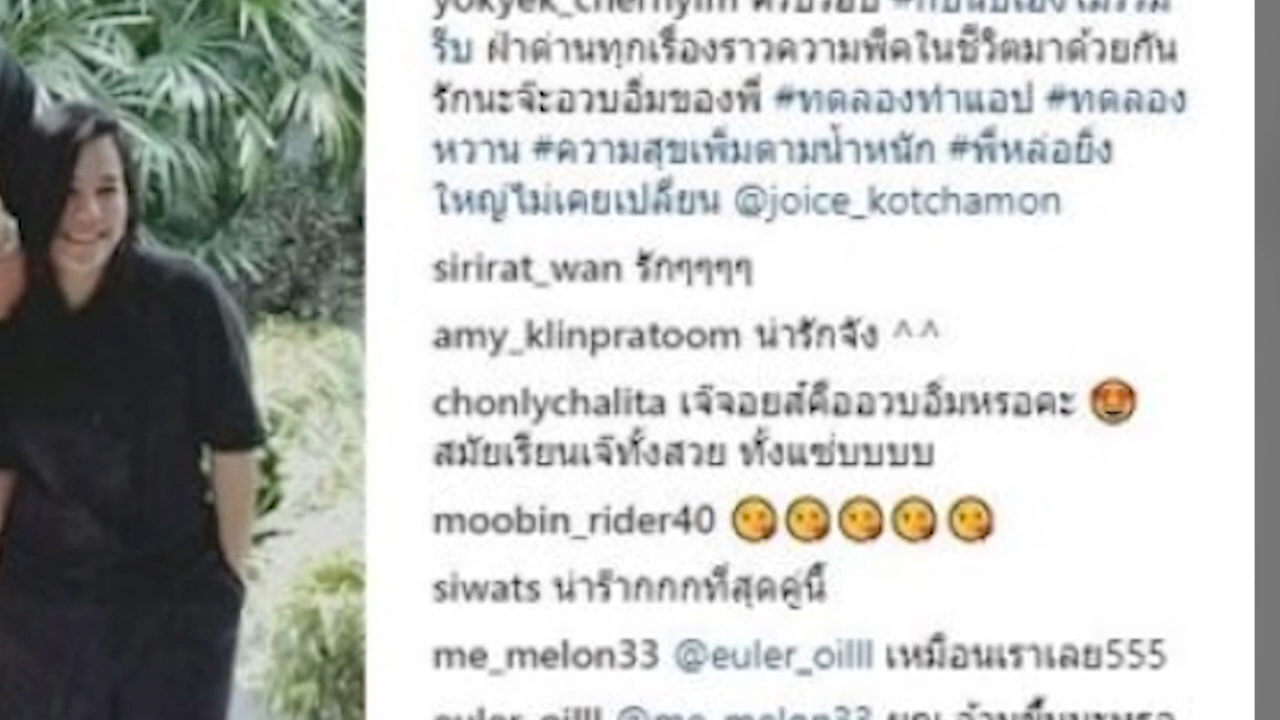 รีบ ฝ่าด่านทุกเรื่องราวความพีคในชีวิตมาด้วยกัน
รักนะจ๊ะอวบอิ่มของพี่ #ทดลองทำแอป #ทดลอง
หวาน #ความสุขเพิ่มตามน้ำหนัก #พี่หล่อยิ่ง
ใหญ่ไม่เคยเปลี่ยน @joice_kotchamon
sirirat_wan รักๆๆๆๆ
amy_klinpratoom น่ารักจัง ^^
chonlychalita เจ๊จอยส์คืออวบอิ่มหรอคะ 🤩
สมัยเรียนเจ๊ทั้งสวย ทั้งแซ่บบบบ
moobin_rider40 😘😘😘😘😘
siwats น่าร๊ากกกที่สุดคู่นี้
me_melon33 @euler_oilll เหมือนเราเลย555
euler_oilll @me_melon33